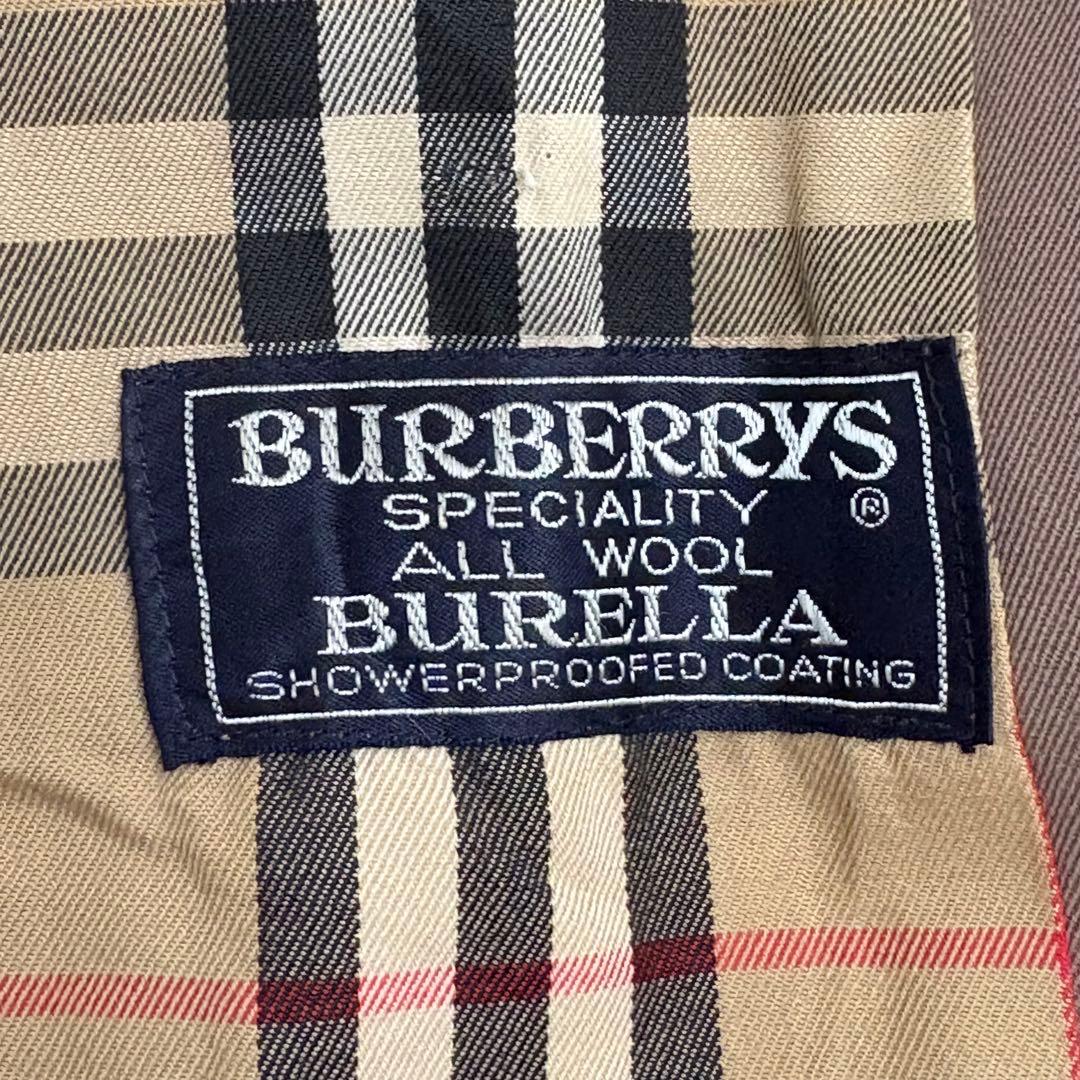 BURBERRYS
SPECIALITY ®
ALL WOOL
BURELLA
SHOWERPROOFED COATING